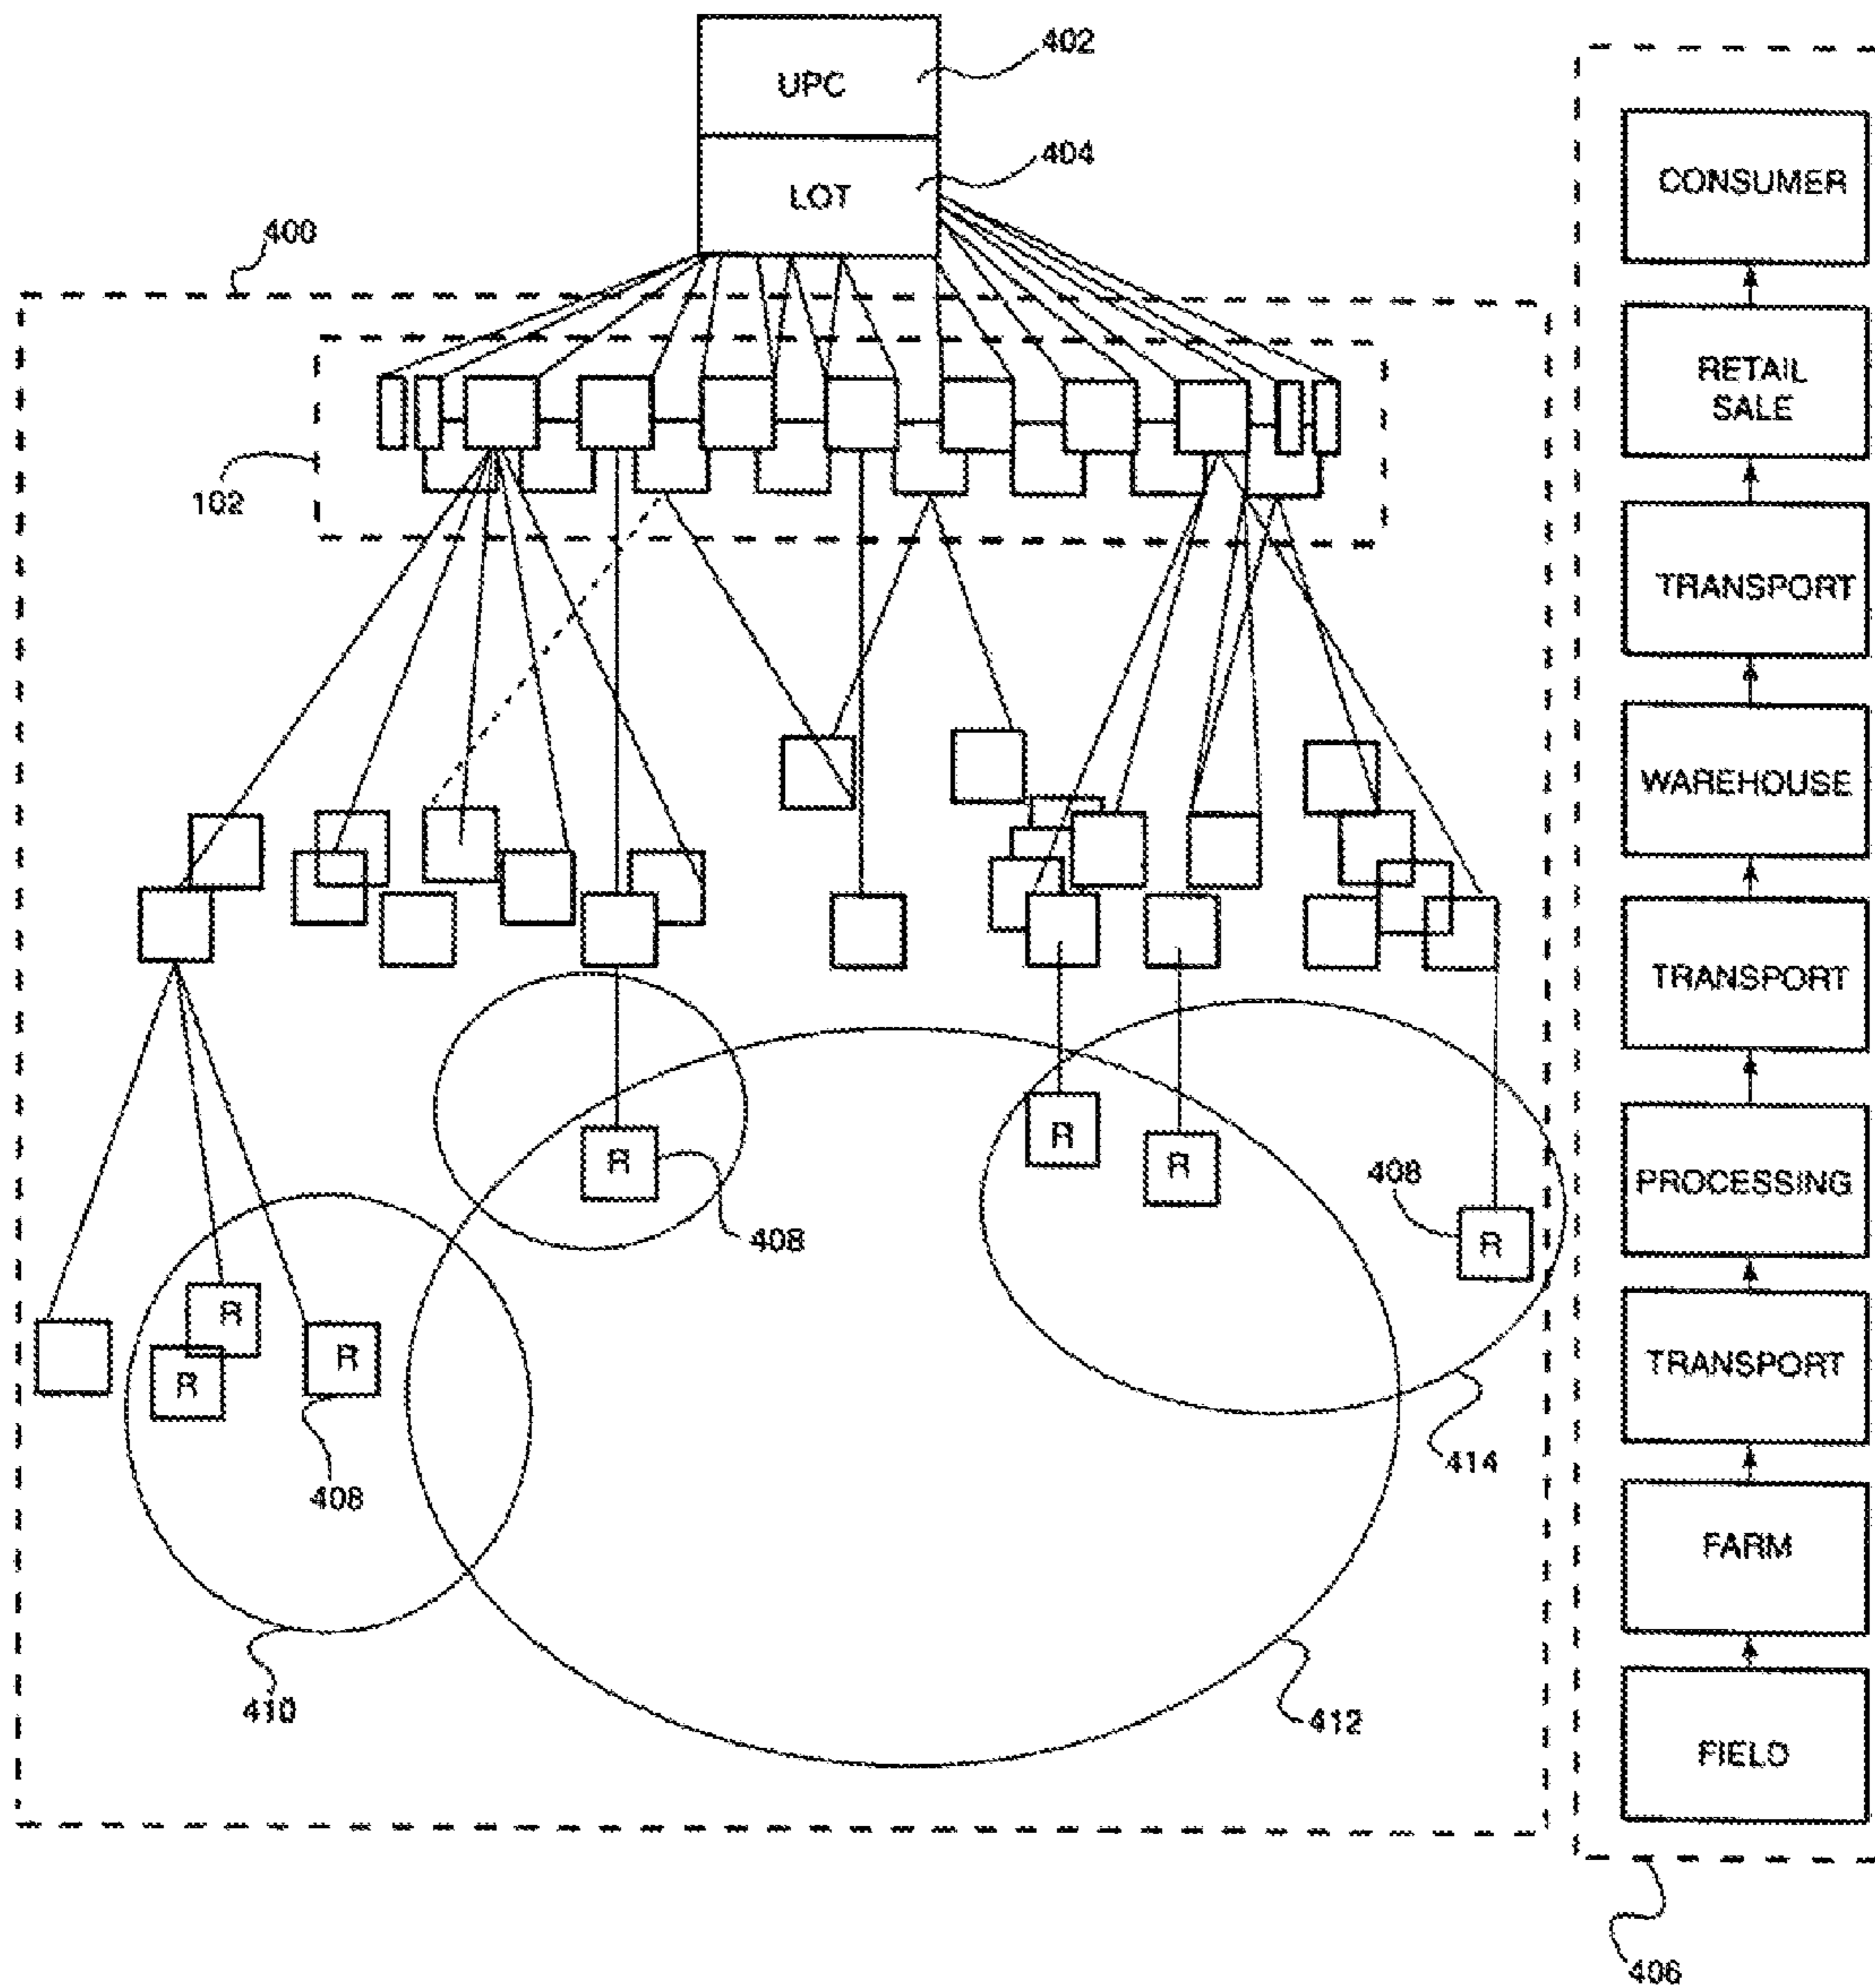 402
UPC
404
LOT
400
102
R
R
R
408
408
R
R
R
R
408
414
410
412
CONSUMER
RETAIL
SALE
TRANSPORT
WAREHOUSE
TRANSPORT
PROCESSING
TRANSPORT
FARM
FIELD
406